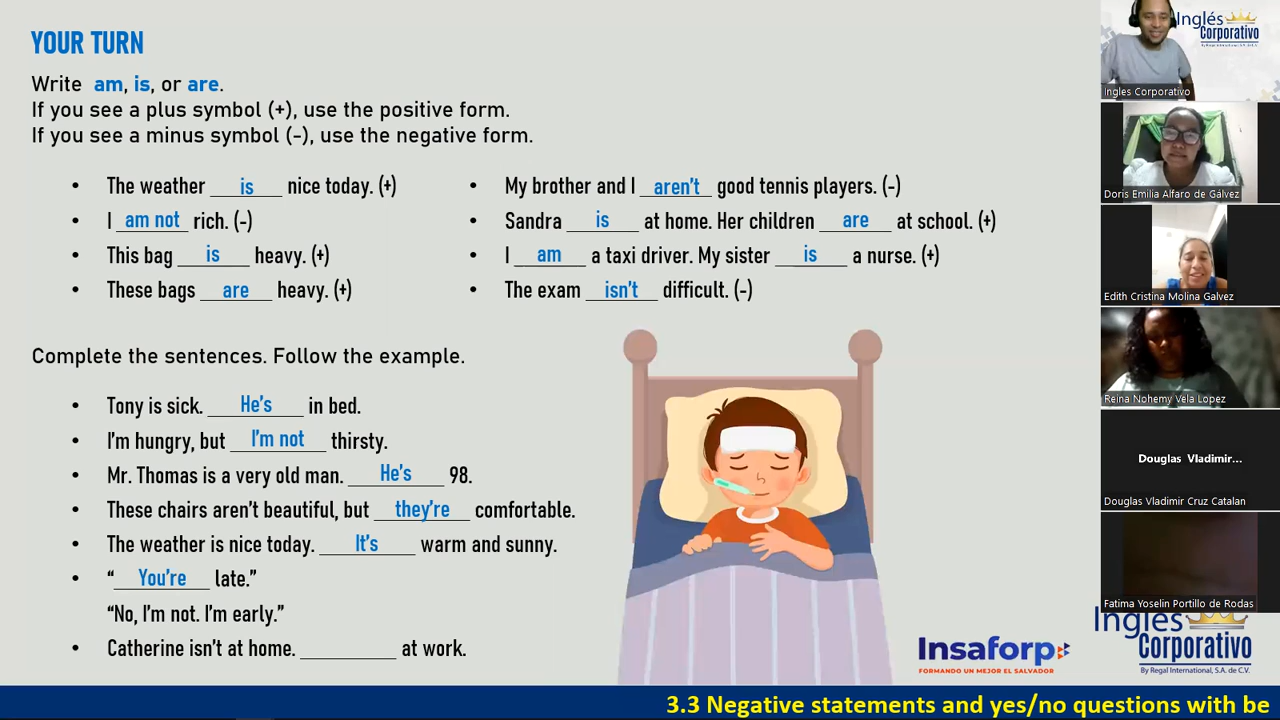 YOUR TURN
Write am, is, or are.
If you see a plus symbol (+), use the positive form.
If you see a minus symbol (-), use the negative form.
• The weather is nice today. (+)
• I am not rich. (-)
• This bag is heavy. (+)
• These bags are heavy. (+)
• My brother and I aren't good tennis players. (-)
• Sandra is at home. Her children are at school. (+)
• I am a taxi driver. My sister is a nurse. (+)
• The exam isn't difficult. (-)
Complete the sentences. Follow the example.
• Tony is sick. He's in bed.
• I'm hungry, but I'm not thirsty.
• Mr. Thomas is a very old man. He's 98.
• These chairs aren't beautiful, but they're comfortable.
• The weather is nice today. It's warm and sunny.
• "You're late."
"No, I'm not. I'm early."
• Catherine isn't at home. __________ at work.
Insaforp
FORMANDO UN MEJOR EL SALVADOR
Inglés
Corporativo
By Regal International, S.A. de C.V.
3.3 Negative statements and yes/no questions with be
Inglés
Corporativo
By Regal International, S.A. de C.V.
Ingles Corporativo
Doris Emilia Alfaro de Gálvez
Edith Cristina Molina Galvez
Reina Nohemy Vela Lopez
Douglas Vladimir...
Douglas Vladimir Cruz Catalan
Fatima Yoselin Portillo de Rodas